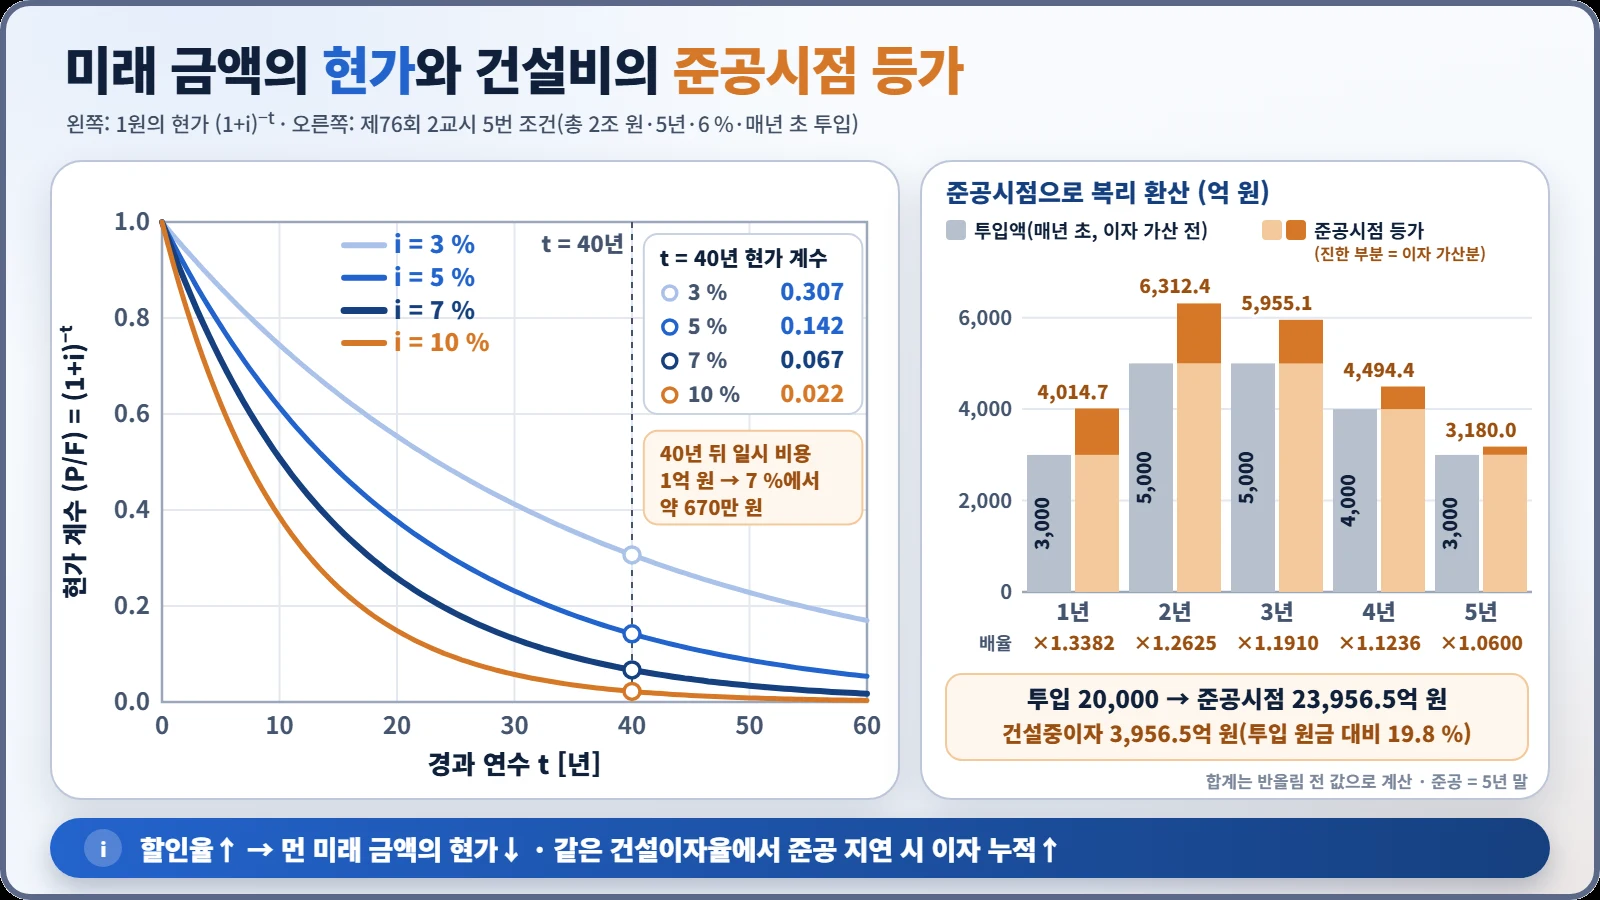 미래 금액의 현가와 건설비의 준공시점 등가
왼쪽: 1원의 현가 (1+i)⁻ᵗ · 오른쪽: 제76회 2교시 5번 조건(총 2조 원·5년·6 %·매년 초 투입)
현가 계수 (P/F) = (1+i)⁻ᵗ
1.0
0.8
0.6
0.4
0.2
0.0
0 10 20 30 40 50 60
경과 연수 t [년]
i = 3 %
i = 5 %
i = 7 %
i = 10 %
t = 40년
t = 40년 현가 계수
3 % 0.307
5 % 0.142
7 % 0.067
10 % 0.022
40년 뒤 일시 비용
1억 원 → 7 %에서
약 670만 원
준공시점으로 복리 환산 (억 원)
투입액(매년 초, 이자 가산 전)
준공시점 등가
(진한 부분 = 이자 가산분)
6,000
4,000
2,000
0
4,014.7
6,312.4
5,955.1
4,494.4
3,180.0
3,000
5,000
5,000
4,000
3,000
1년 2년 3년 4년 5년
배율 ×1.3382 ×1.2625 ×1.1910 ×1.1236 ×1.0600
투입 20,000 → 준공시점 23,956.5억 원
건설중이자 3,956.5억 원(투입 원금 대비 19.8 %)
합계는 반올림 전 값으로 계산 · 준공 = 5년 말
i 할인율↑ → 먼 미래 금액의 현가↓ · 같은 건설이자율에서 준공 지연 시 이자 누적↑